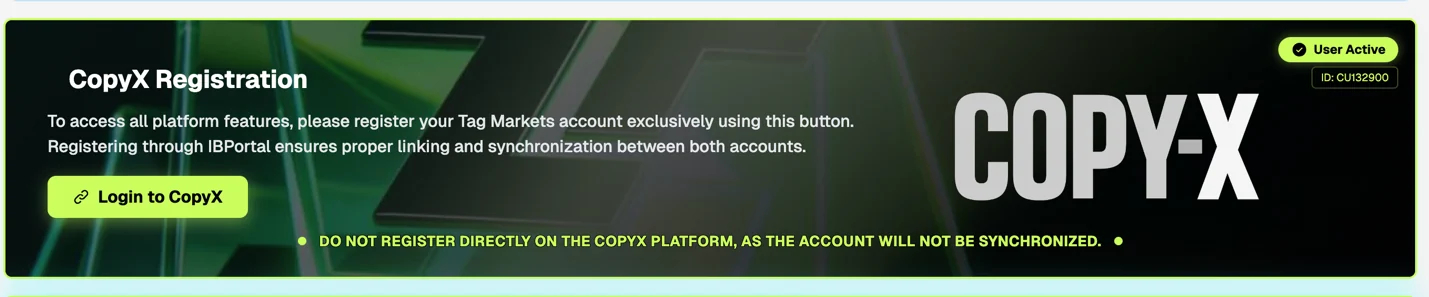 User Active
ID: CU132900
CopyX Registration
To access all platform features, please register your Tag Markets account exclusively using this button.
Registering through IBPortal ensures proper linking and synchronization between both accounts.
COPY-X
Login to CopyX
DO NOT REGISTER DIRECTLY ON THE COPYX PLATFORM, AS THE ACCOUNT WILL NOT BE SYNCHRONIZED.